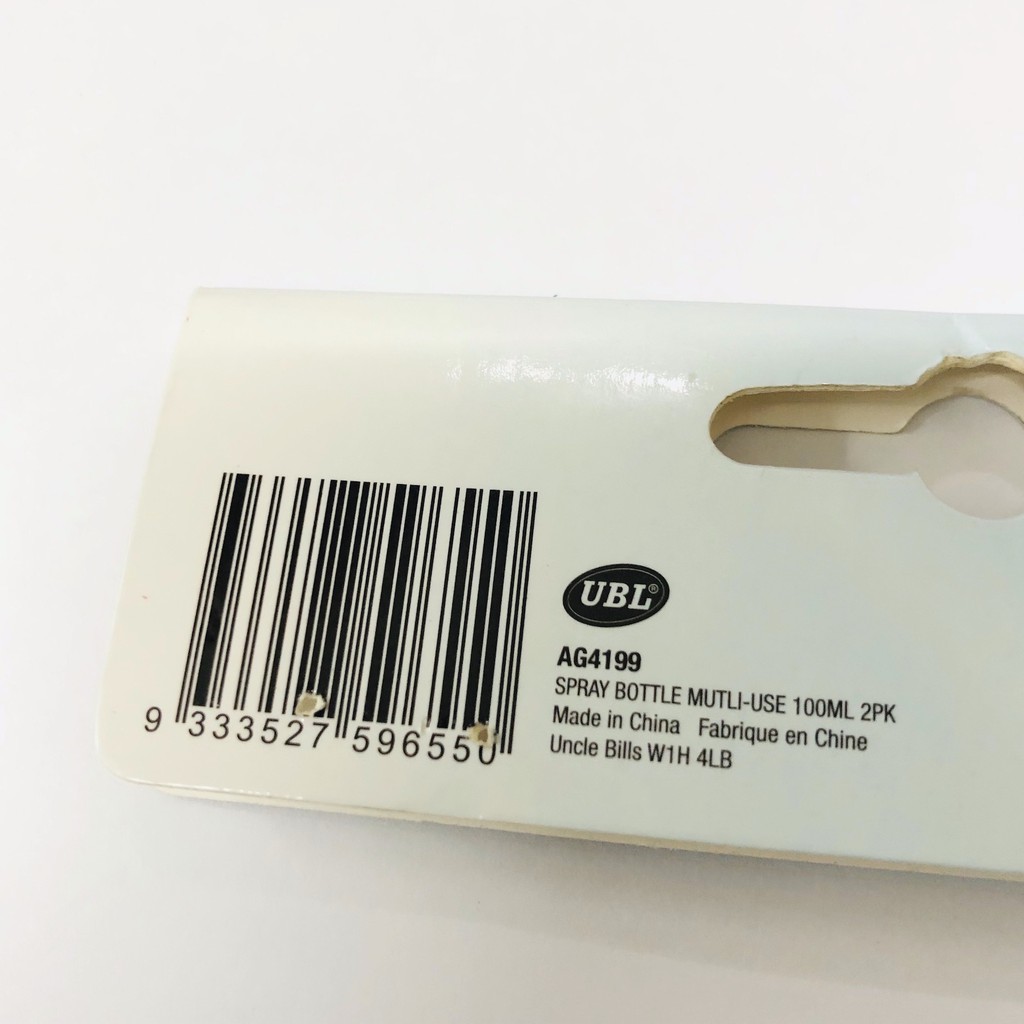 9 333527 596550
UBL®
AG4199
SPRAY BOTTLE MUTLI-USE 100ML 2PK
Made in China Fabrique en Chine
Uncle Bills W1H 4LB